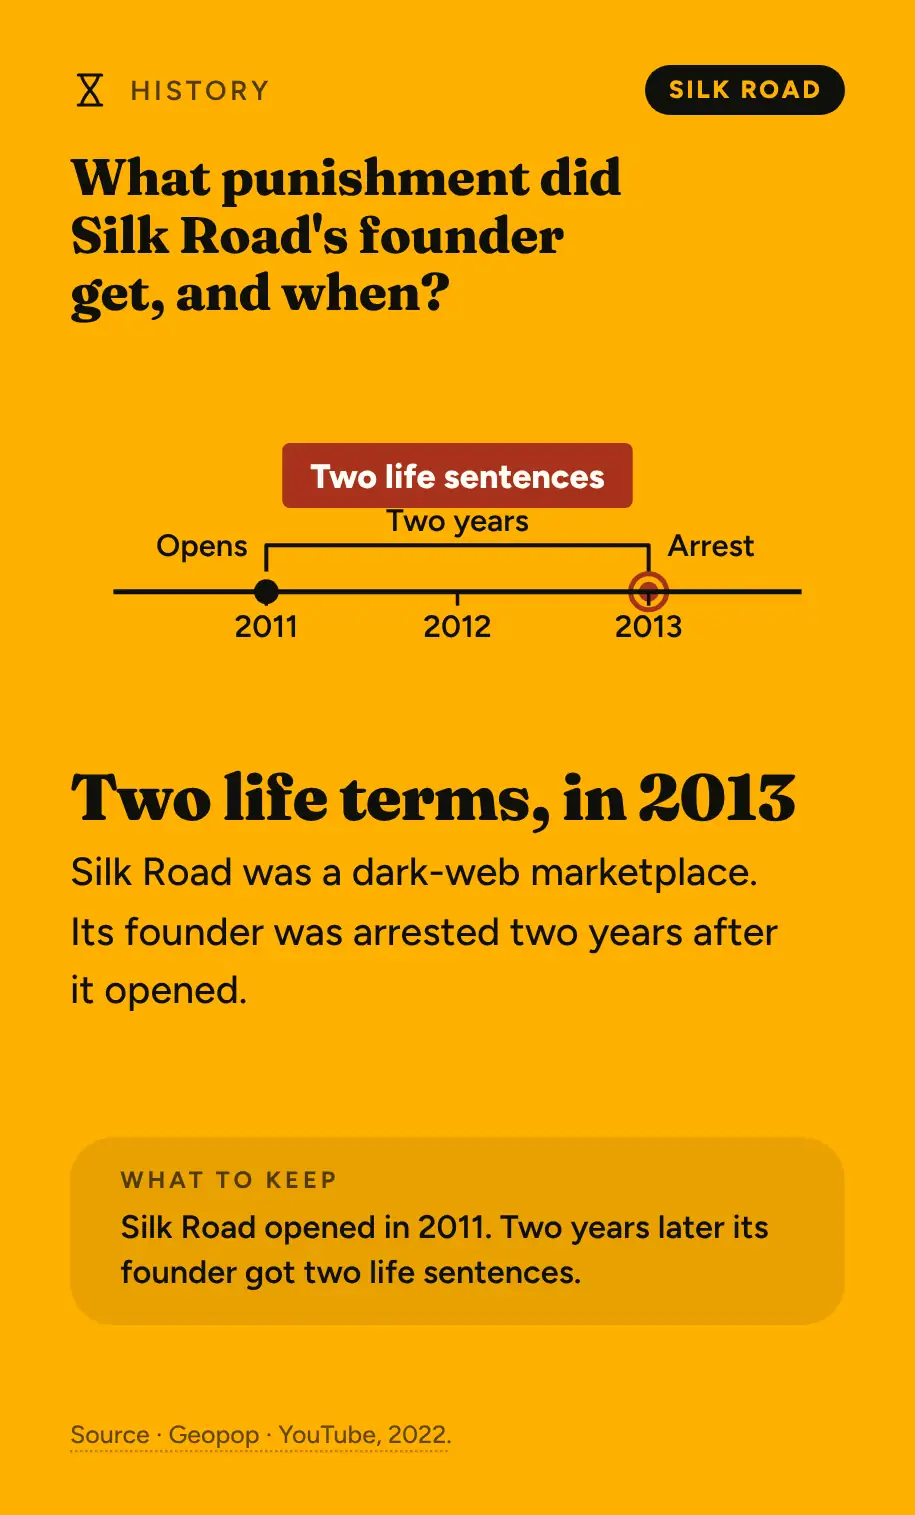 HISTORY
SILK ROAD
What punishment did
Silk Road's founder
get, and when?
Two life sentences
Two years
Opens
Arrest
2011
2012
2013
Two life terms, in 2013
Silk Road was a dark-web marketplace.
Its founder was arrested two years after
it opened.
WHAT TO KEEP
Silk Road opened in 2011. Two years later its
founder got two life sentences.
Source · Geopop · YouTube, 2022.